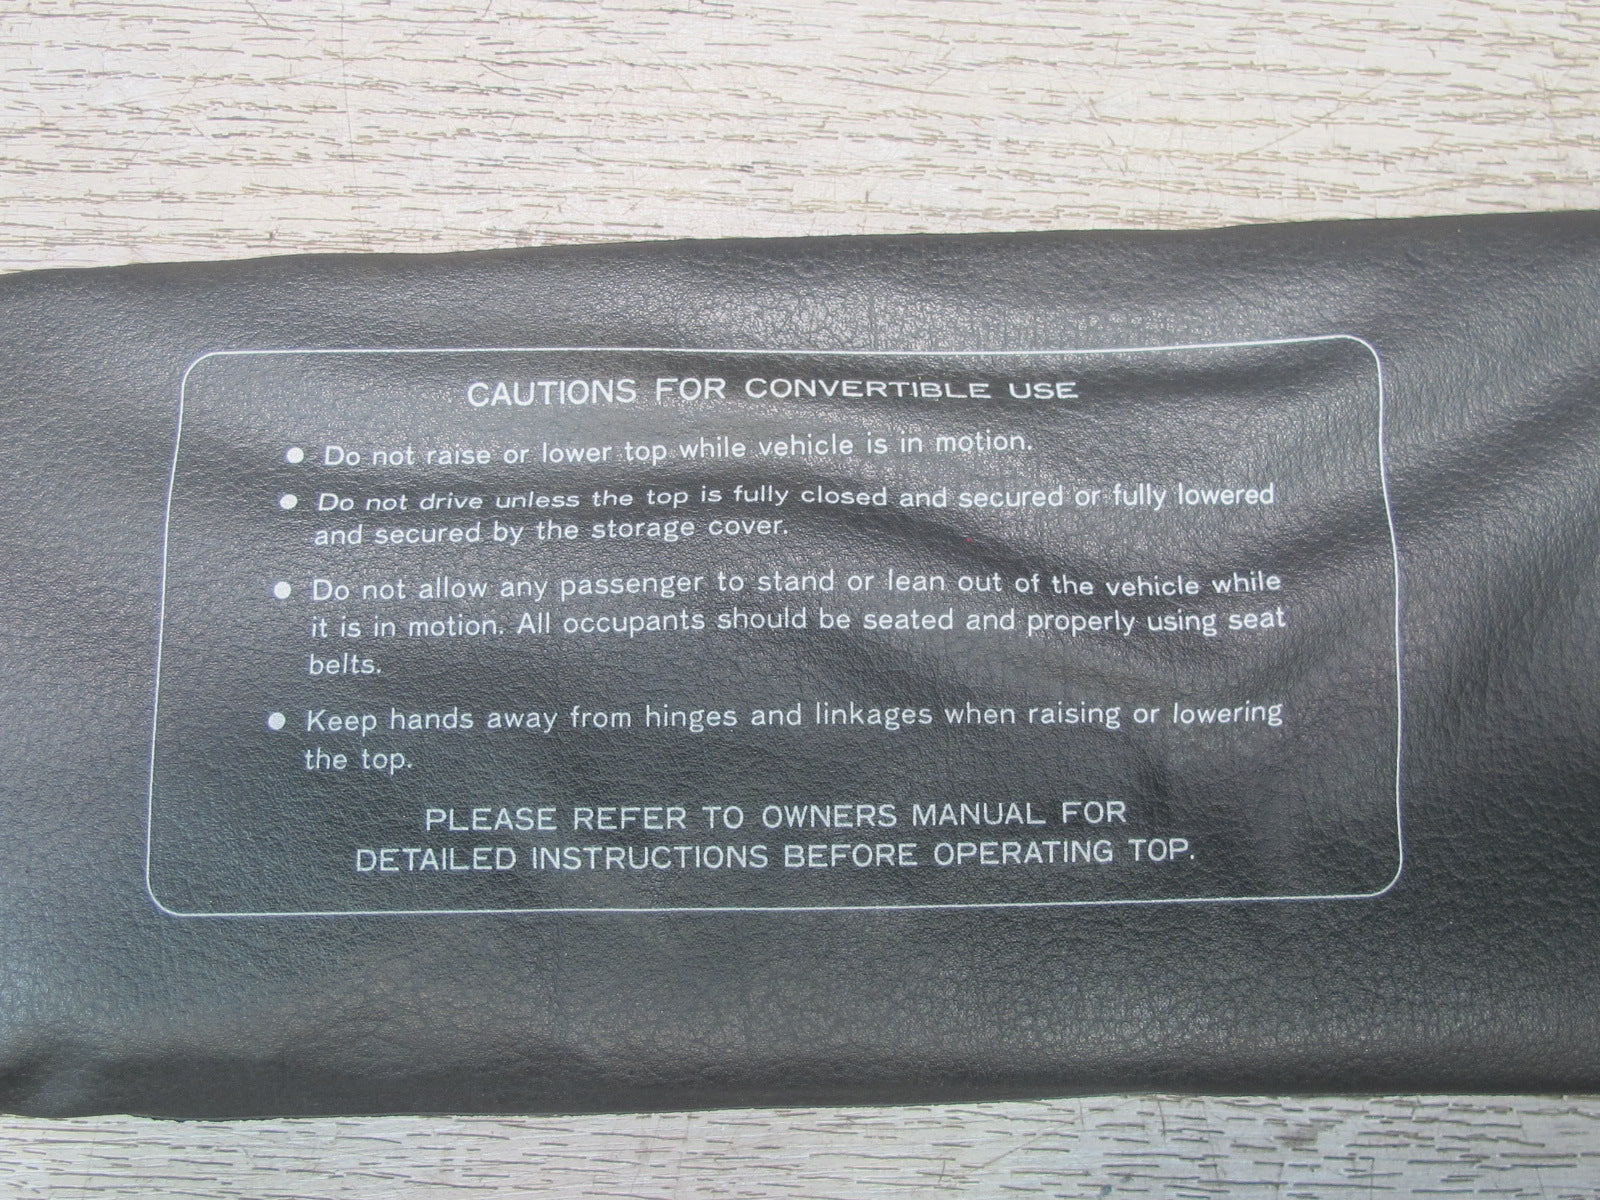 CAUTIONS FOR CONVERTIBLE USE
● Do not raise or lower top while vehicle is in motion.
● Do not drive unless the top is fully closed and secured or fully lowered
and secured by the storage cover.
● Do not allow any passenger to stand or lean out of the vehicle while
it is in motion. All occupants should be seated and properly using seat
belts.
● Keep hands away from hinges and linkages when raising or lowering
the top.
PLEASE REFER TO OWNERS MANUAL FOR
DETAILED INSTRUCTIONS BEFORE OPERATING TOP.